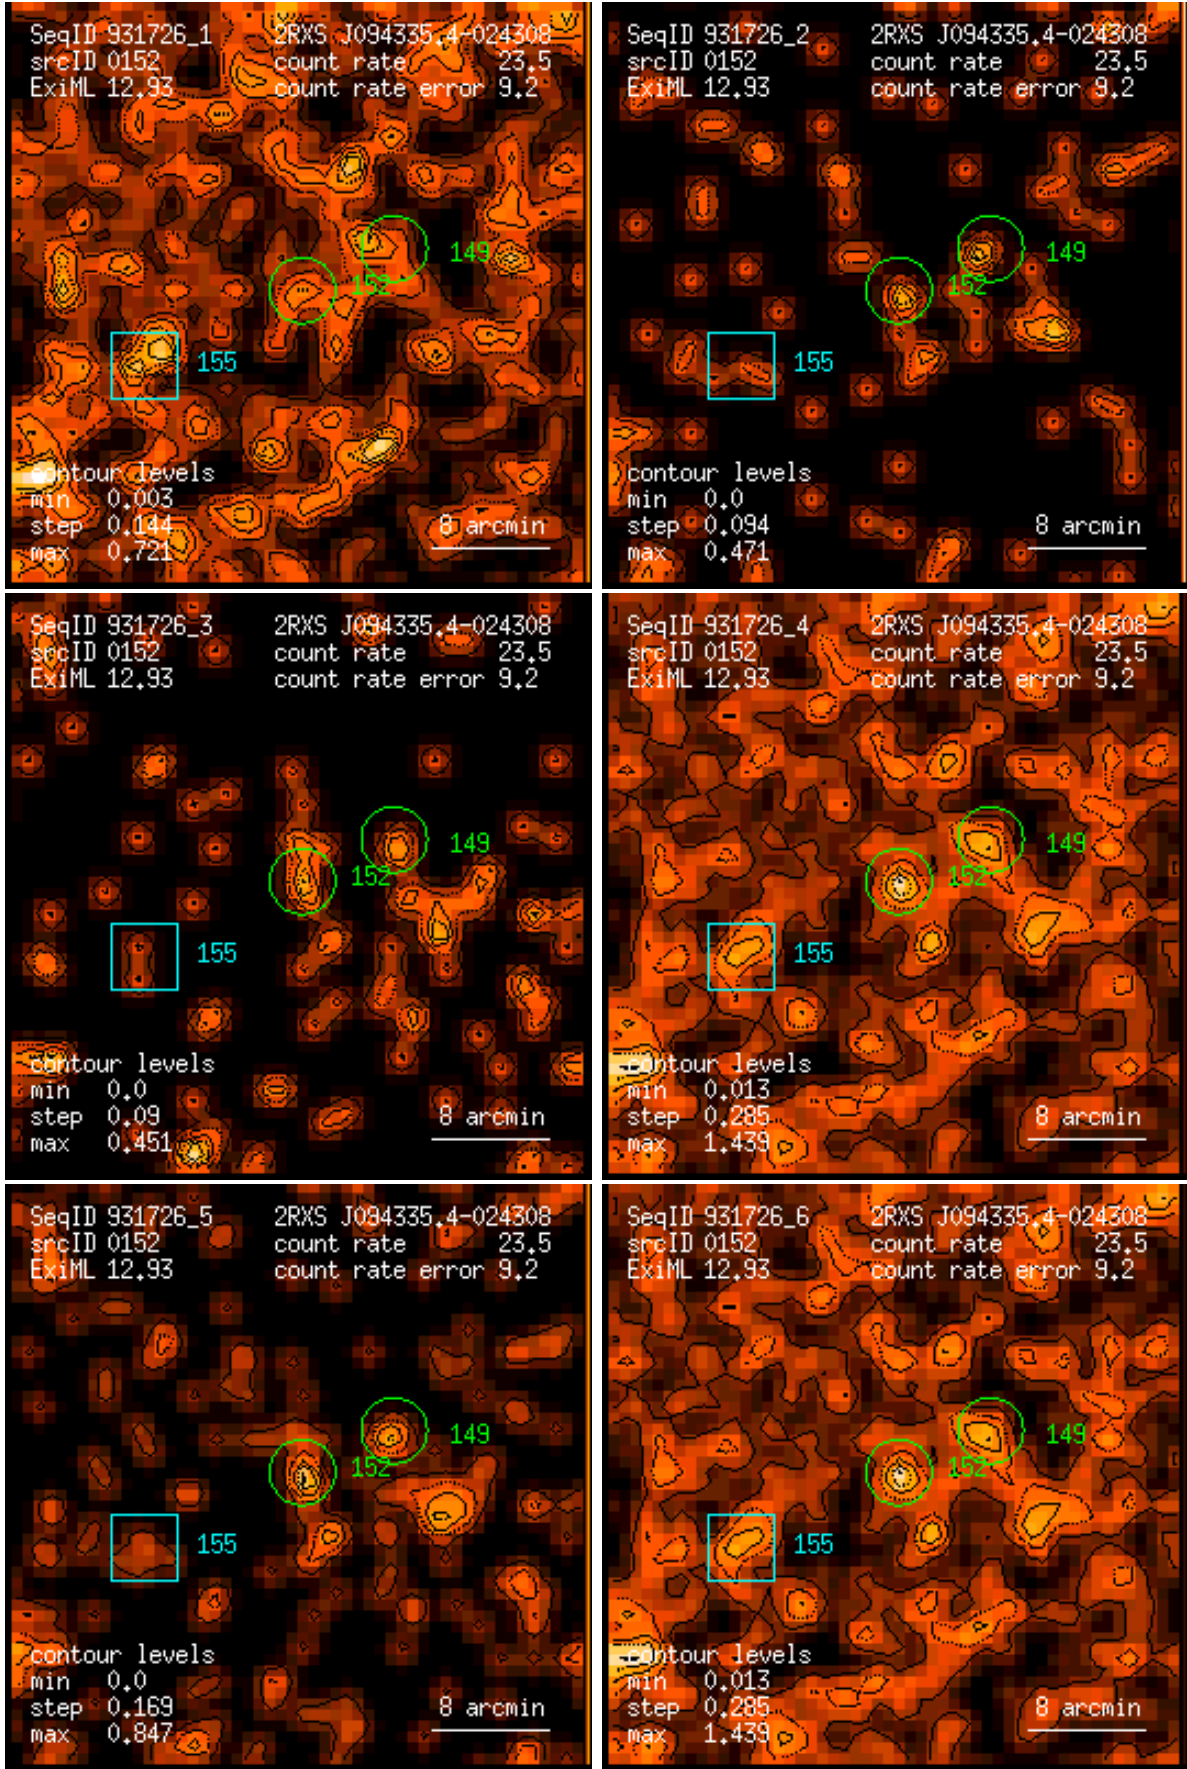 SeqID 931726_1 2RXS J094335.4-024308
srcID 0152 count rate 23.5
ExiML 12.93 count rate error 9.2
149
152
155
contour levels
min 0.003
step 0.144 8 arcmin
max 0.721
SeqID 931726_2 2RXS J094335.4-024308
srcID 0152 count rate 23.5
ExiML 12.93 count rate error 9.2
149
152
155
contour levels
min 0.0
step 0.094 8 arcmin
max 0.471
SeqID 931726_3 2RXS J094335.4-024308
srcID 0152 count rate 23.5
ExiML 12.93 count rate error 9.2
149
152
155
contour levels
min 0.0
step 0.09 8 arcmin
max 0.451
SeqID 931726_4 2RXS J094335.4-024308
srcID 0152 count rate 23.5
ExiML 12.93 count rate error 9.2
149
152
155
contour levels
min 0.013
step 0.285 8 arcmin
max 1.439
SeqID 931726_5 2RXS J094335.4-024308
srcID 0152 count rate 23.5
ExiML 12.93 count rate error 9.2
149
152
155
contour levels
min 0.0
step 0.169 8 arcmin
max 0.847
SeqID 931726_6 2RXS J094335.4-024308
srcID 0152 count rate 23.5
ExiML 12.93 count rate error 9.2
149
152
155
contour levels
min 0.013
step 0.285 8 arcmin
max 1.439